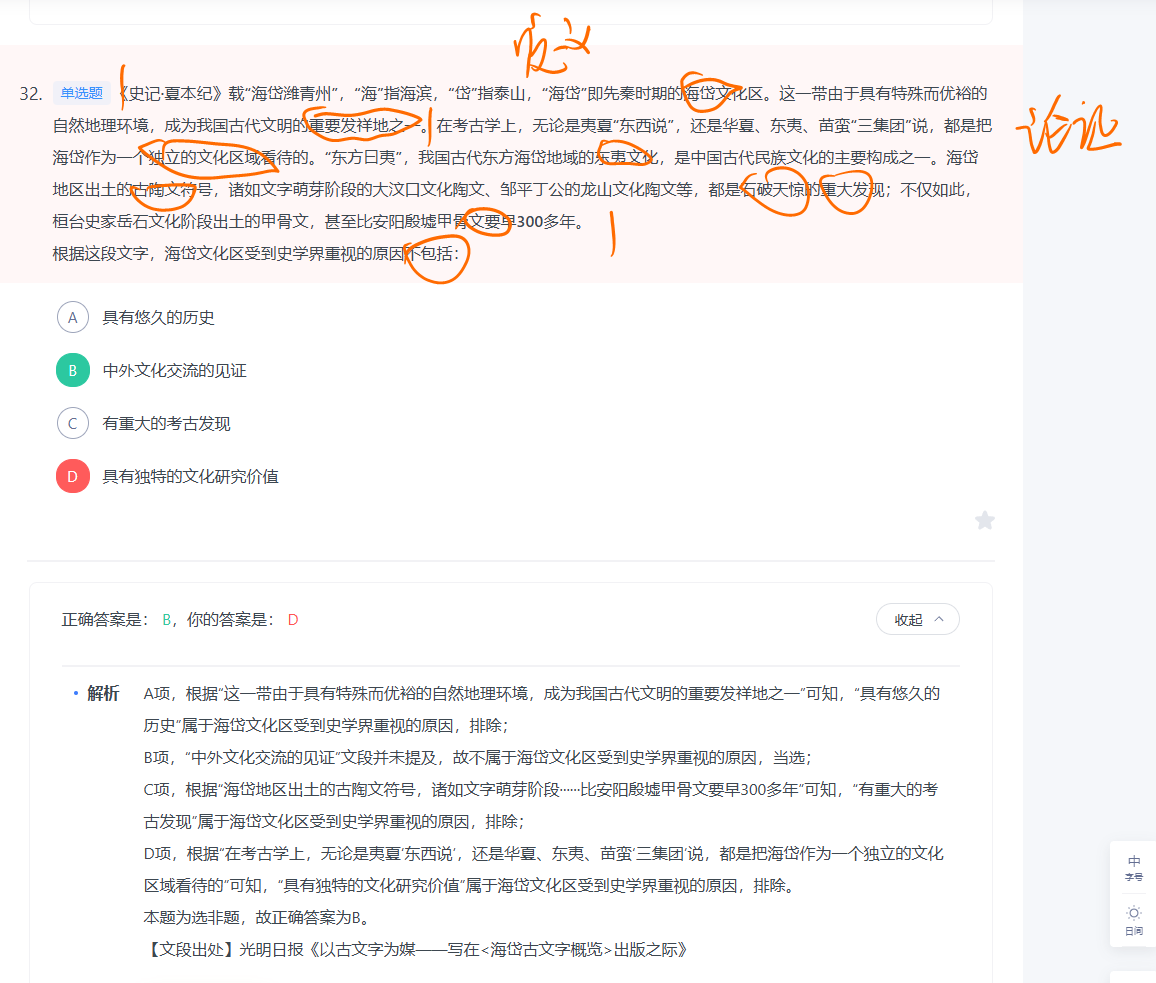 定义
32. 单选题 《史记·夏本纪》载“海岱潍青州”，“海”指海滨，“岱”指泰山，“海岱”即先秦时期的海岱文化区。这一带由于具有特殊而优裕的
自然地理环境，成为我国古代文明的重要发祥地之一。在考古学上，无论是夷夏“东西说”，还是华夏、东夷、苗蛮“三集团”说，都是把
论证
海岱作为一个独立的文化区域看待的。“东方曰夷”，我国古代东方海岱地域的东夷文化，是中国古代民族文化的主要构成之一。海岱
地区出土的古陶文符号，诸如文字萌芽阶段的大汶口文化陶文、邹平丁公的龙山文化陶文等，都是石破天惊的重大发现；不仅如此，
桓台史家岳石文化阶段出土的甲骨文，甚至比安阳殷墟甲骨文要早300多年。
根据这段文字，海岱文化区受到史学界重视的原因不包括：
A 具有悠久的历史
B 中外文化交流的见证
C 有重大的考古发现
D 具有独特的文化研究价值
正确答案是： B，你的答案是： D
收起
解析 A项，根据“这一带由于具有特殊而优裕的自然地理环境，成为我国古代文明的重要发祥地之一”可知，“具有悠久的
历史”属于海岱文化区受到史学界重视的原因，排除；
B项，“中外文化交流的见证”文段并未提及，故不属于海岱文化区受到史学界重视的原因，当选；
C项，根据“海岱地区出土的古陶文符号，诸如文字萌芽阶段······比安阳殷墟甲骨文要早300多年”可知，“有重大的考
古发现”属于海岱文化区受到史学界重视的原因，排除；
D项，根据“在考古学上，无论是夷夏‘东西说’，还是华夏、东夷、苗蛮‘三集团’说，都是把海岱作为一个独立的文化
区域看待的”可知，“具有独特的文化研究价值”属于海岱文化区受到史学界重视的原因，排除。
本题为选非题，故正确答案为B。
【文段出处】光明日报《以古文字为媒——写在<海岱古文字概览>出版之际》
中
字号
日间